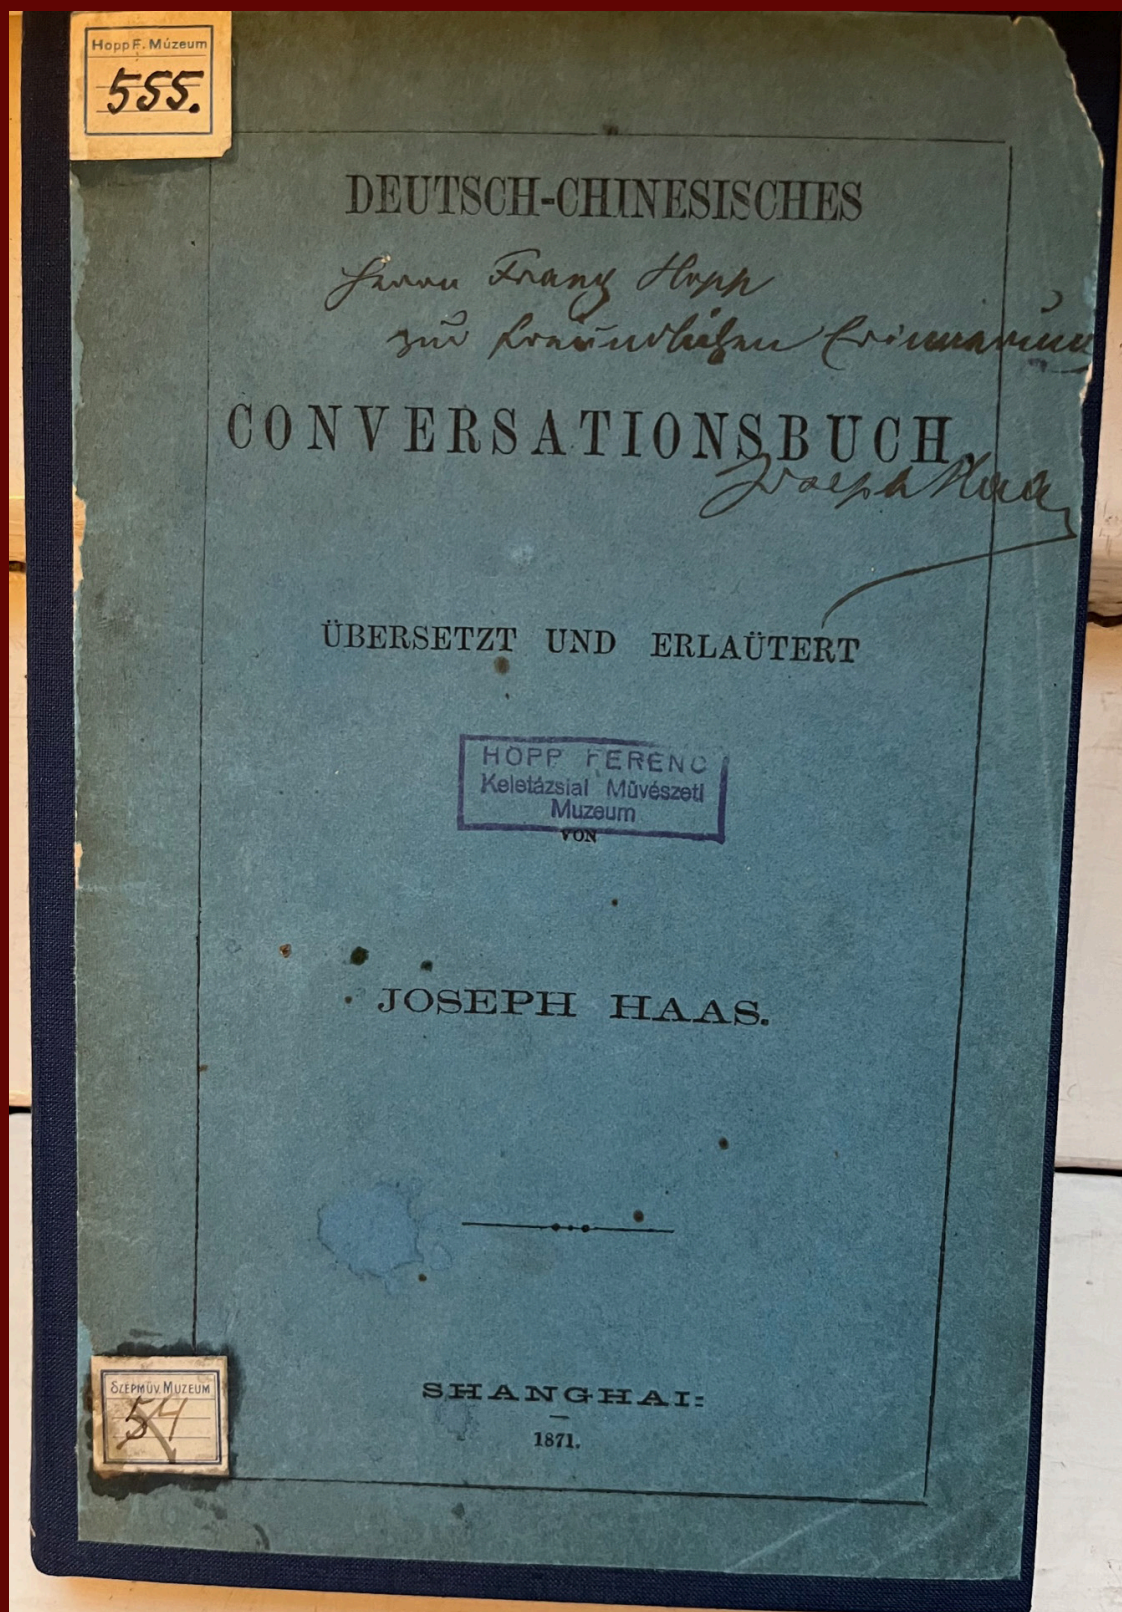 Hopp F. Múzeum
555.
DEUTSCH-CHINESISCHES
Herrn Franz Hopp
zur freundlichen Erinnerung
CONVERSATIONSBUCH,
Joseph Haas
ÜBERSETZT UND ERLAÜTERT
HOPP FERENC
Keletázsiai Művészeti
Muzeum
VON
JOSEPH HAAS.
SZÉPMŰV. MUZEUM
54
SHANGHAI:
1871.